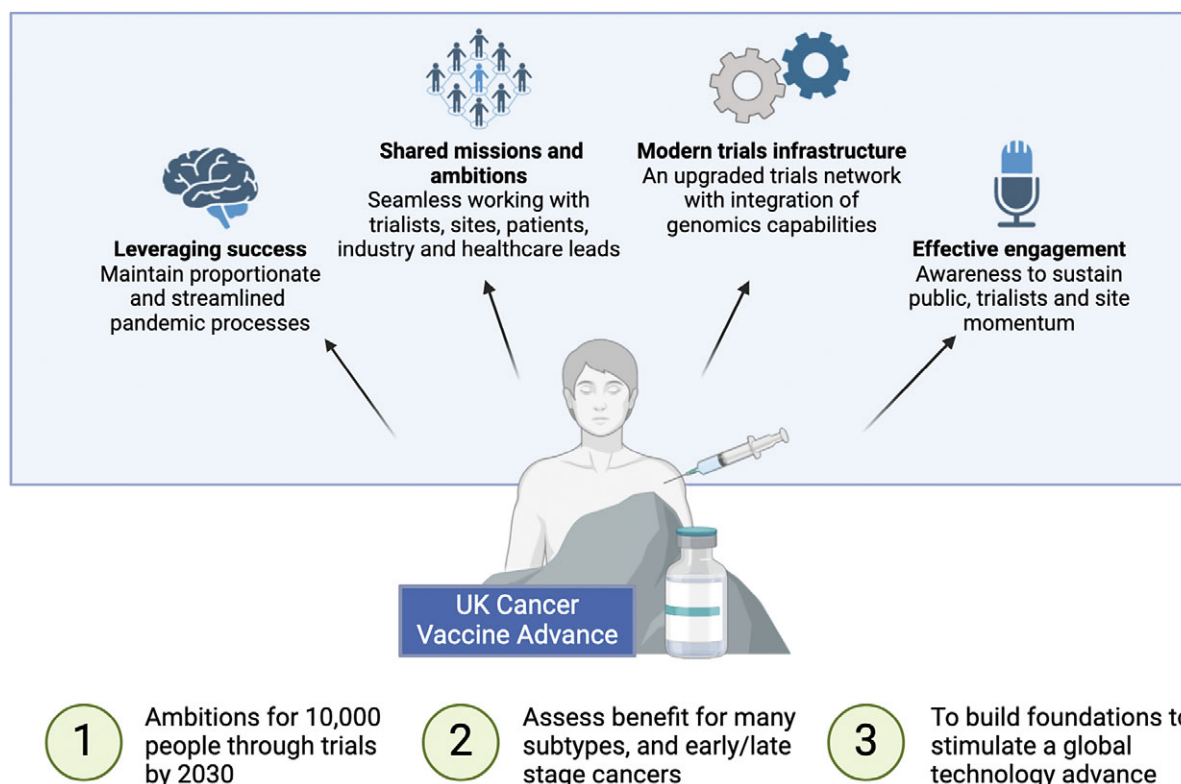 Leveraging success
Maintain proportionate
and streamlined
pandemic processes
Shared missions and
ambitions
Seamless working with
trialists, sites, patients,
industry and healthcare leads
Modern trials infrastructure
An upgraded trials network
with integration of
genomics capabilities
Effective engagement
Awareness to sustain
public, trialists and site
momentum
UK Cancer
Vaccine Advance
1
Ambitions for 10,000
people through trials
by 2030
2
Assess benefit for many
subtypes, and early/late
stage cancers
3
To build foundations to
stimulate a global
technology advance